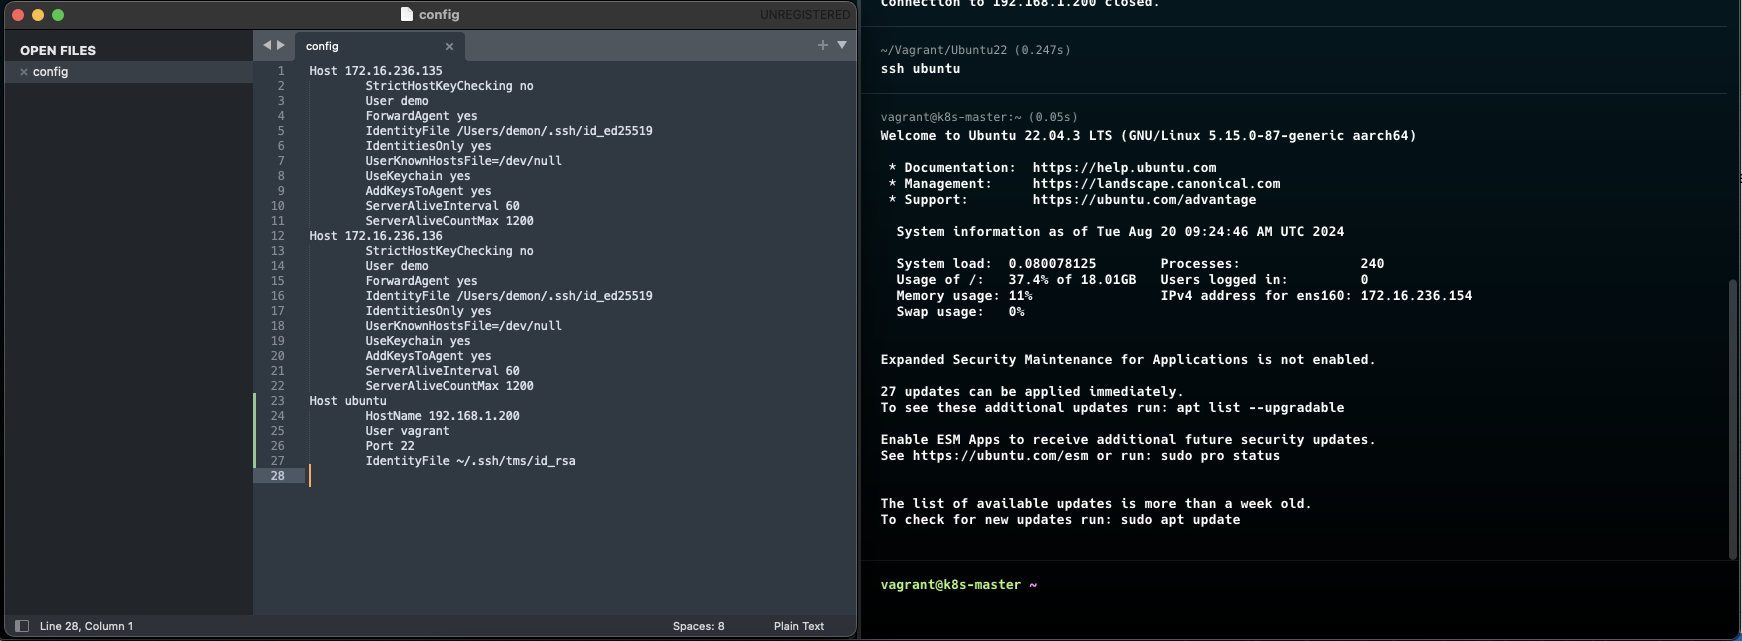 config
UNREGISTERED
OPEN FILES
config
config
1 Host 172.16.236.135
2 StrictHostKeyChecking no
3 User demo
4 ForwardAgent yes
5 IdentityFile /Users/demon/.ssh/id_ed25519
6 IdentitiesOnly yes
7 UserKnownHostsFile=/dev/null
8 UseKeychain yes
9 AddKeysToAgent yes
10 ServerAliveInterval 60
11 ServerAliveCountMax 1200
12 Host 172.16.236.136
13 StrictHostKeyChecking no
14 User demo
15 ForwardAgent yes
16 IdentityFile /Users/demon/.ssh/id_ed25519
17 IdentitiesOnly yes
18 UserKnownHostsFile=/dev/null
19 UseKeychain yes
20 AddKeysToAgent yes
21 ServerAliveInterval 60
22 ServerAliveCountMax 1200
23 Host ubuntu
24 HostName 192.168.1.200
25 User vagrant
26 Port 22
27 IdentityFile ~/.ssh/tms/id_rsa
28
Line 28, Column 1
Spaces: 8
Plain Text
Connection to 192.168.1.200 closed.
~/Vagrant/Ubuntu22 (0.247s)
ssh ubuntu
vagrant@k8s-master:~ (0.05s)
Welcome to Ubuntu 22.04.3 LTS (GNU/Linux 5.15.0-87-generic aarch64)
* Documentation: https://help.ubuntu.com
* Management: https://landscape.canonical.com
* Support: https://ubuntu.com/advantage
System information as of Tue Aug 20 09:24:46 AM UTC 2024
System load: 0.080078125 Processes: 240
Usage of /: 37.4% of 18.01GB Users logged in: 0
Memory usage: 11% IPv4 address for ens160: 172.16.236.154
Swap usage: 0%
Expanded Security Maintenance for Applications is not enabled.
27 updates can be applied immediately.
To see these additional updates run: apt list --upgradable
Enable ESM Apps to receive additional future security updates.
See https://ubuntu.com/esm or run: sudo pro status
The list of available updates is more than a week old.
To check for new updates run: sudo apt update
vagrant@k8s-master ~